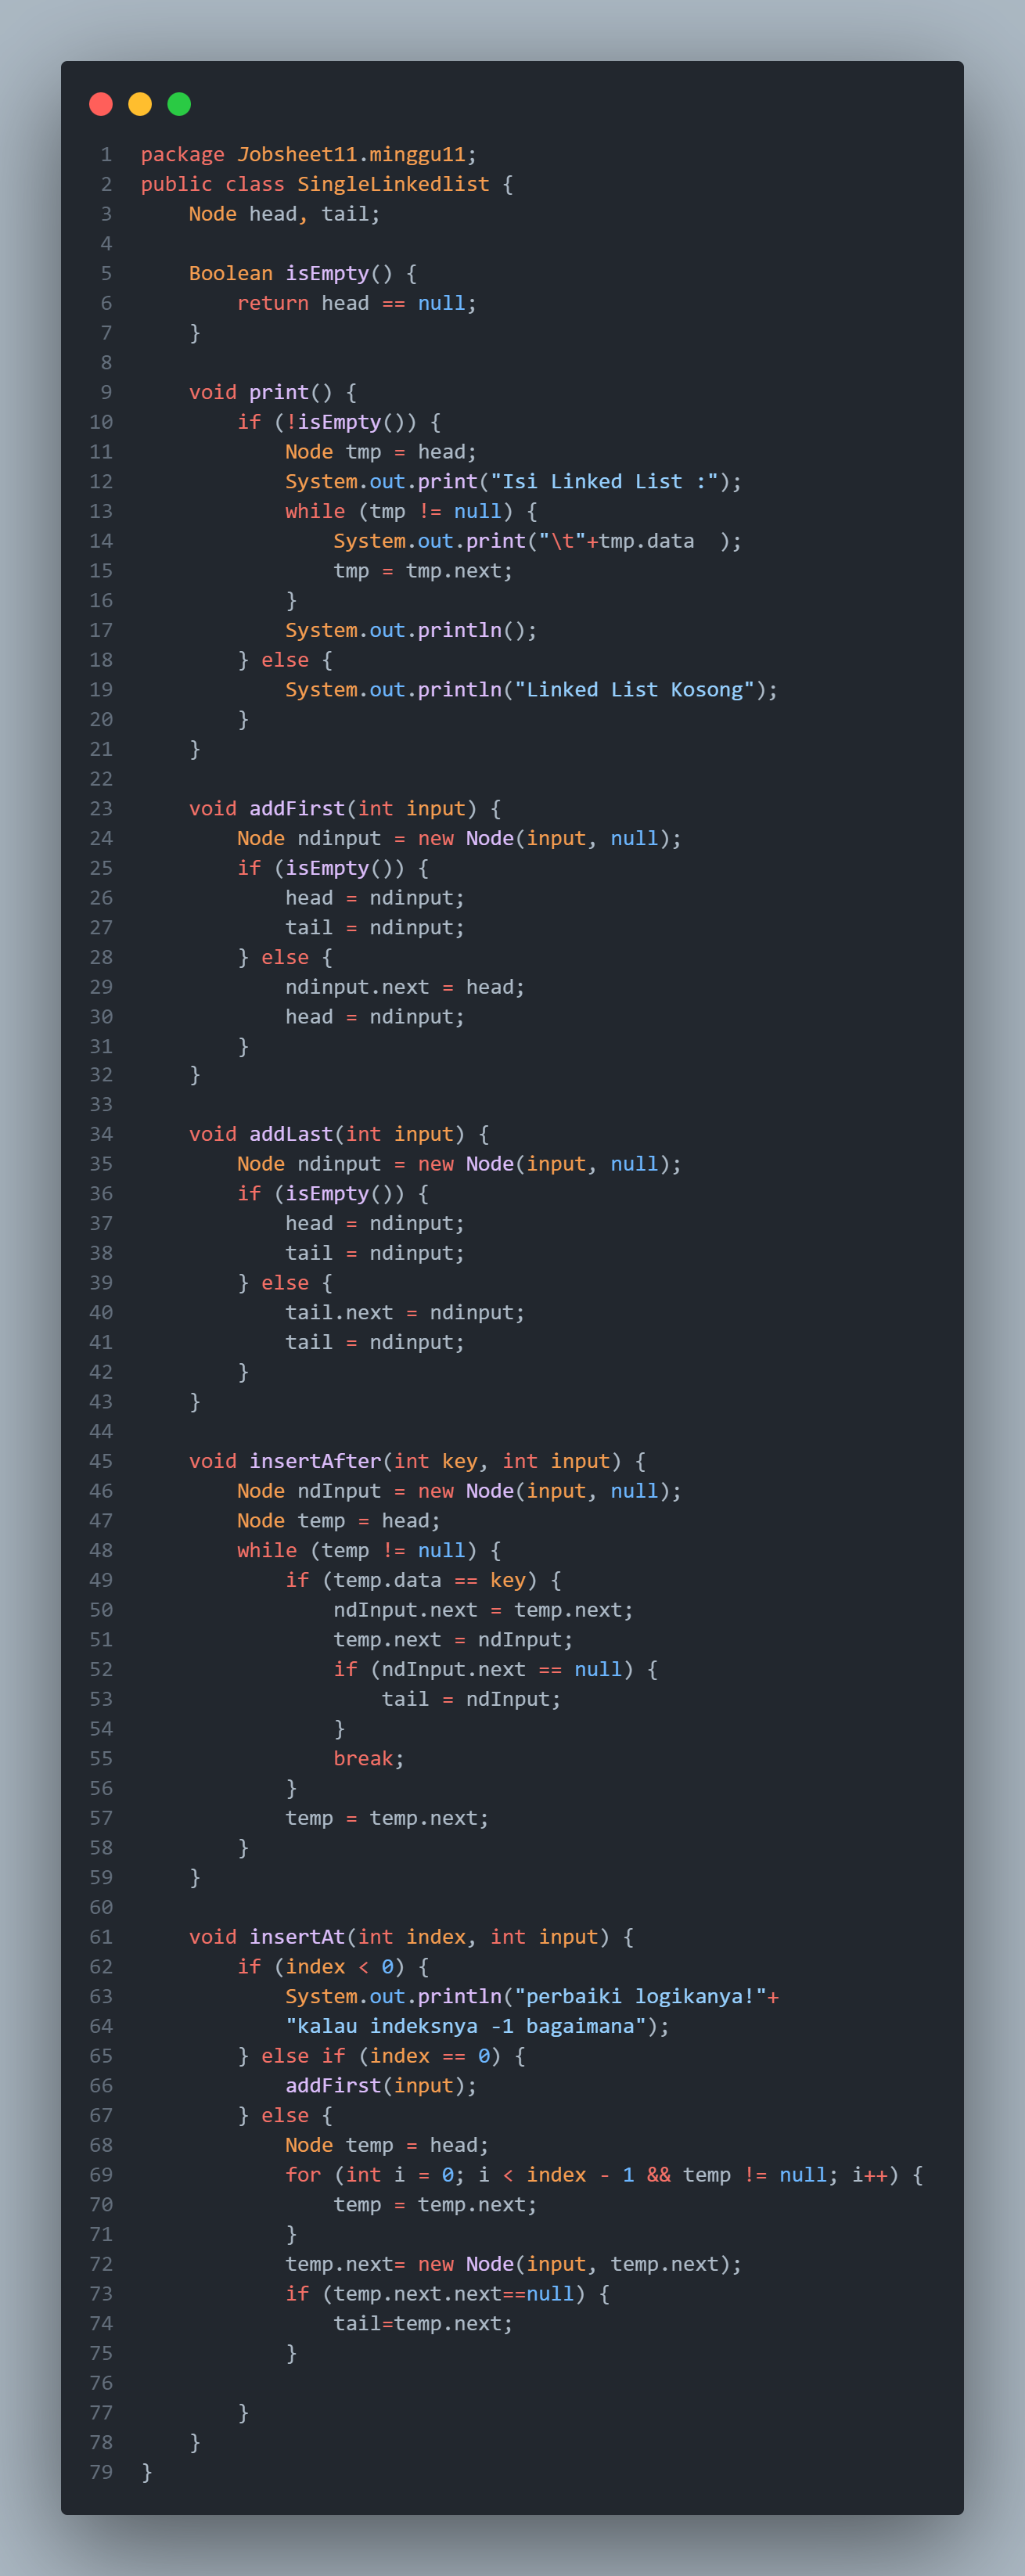 1 package Jobsheet11.minggu11;
2 public class SingleLinkedlist {
3     Node head, tail;
4
5     Boolean isEmpty() {
6         return head == null;
7     }
8
9     void print() {
10         if (!isEmpty()) {
11             Node tmp = head;
12             System.out.print("Isi Linked List :");
13             while (tmp != null) {
14                 System.out.print("\t"+tmp.data  );
15                 tmp = tmp.next;
16             }
17             System.out.println();
18         } else {
19             System.out.println("Linked List Kosong");
20         }
21     }
22
23     void addFirst(int input) {
24         Node ndinput = new Node(input, null);
25         if (isEmpty()) {
26             head = ndinput;
27             tail = ndinput;
28         } else {
29             ndinput.next = head;
30             head = ndinput;
31         }
32     }
33
34     void addLast(int input) {
35         Node ndinput = new Node(input, null);
36         if (isEmpty()) {
37             head = ndinput;
38             tail = ndinput;
39         } else {
40             tail.next = ndinput;
41             tail = ndinput;
42         }
43     }
44
45     void insertAfter(int key, int input) {
46         Node ndInput = new Node(input, null);
47         Node temp = head;
48         while (temp != null) {
49             if (temp.data == key) {
50                 ndInput.next = temp.next;
51                 temp.next = ndInput;
52                 if (ndInput.next == null) {
53                     tail = ndInput;
54                 }
55                 break;
56             }
57             temp = temp.next;
58         }
59     }
60
61     void insertAt(int index, int input) {
62         if (index < 0) {
63             System.out.println("perbaiki logikanya!"+
64             "kalau indeksnya -1 bagaimana");
65         } else if (index == 0) {
66             addFirst(input);
67         } else {
68             Node temp = head;
69             for (int i = 0; i < index - 1 && temp != null; i++) {
70                 temp = temp.next;
71             }
72             temp.next= new Node(input, temp.next);
73             if (temp.next.next==null) {
74                 tail=temp.next;
75             }
76
77         }
78     }
79 }